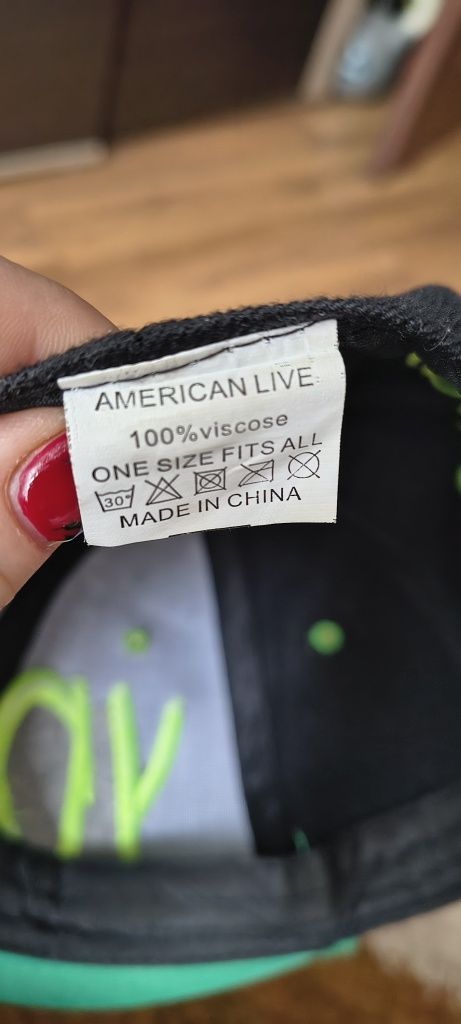 AMERICAN LIVE
100%viscose
ONE SIZE FITS ALL
30°
MADE IN CHINA